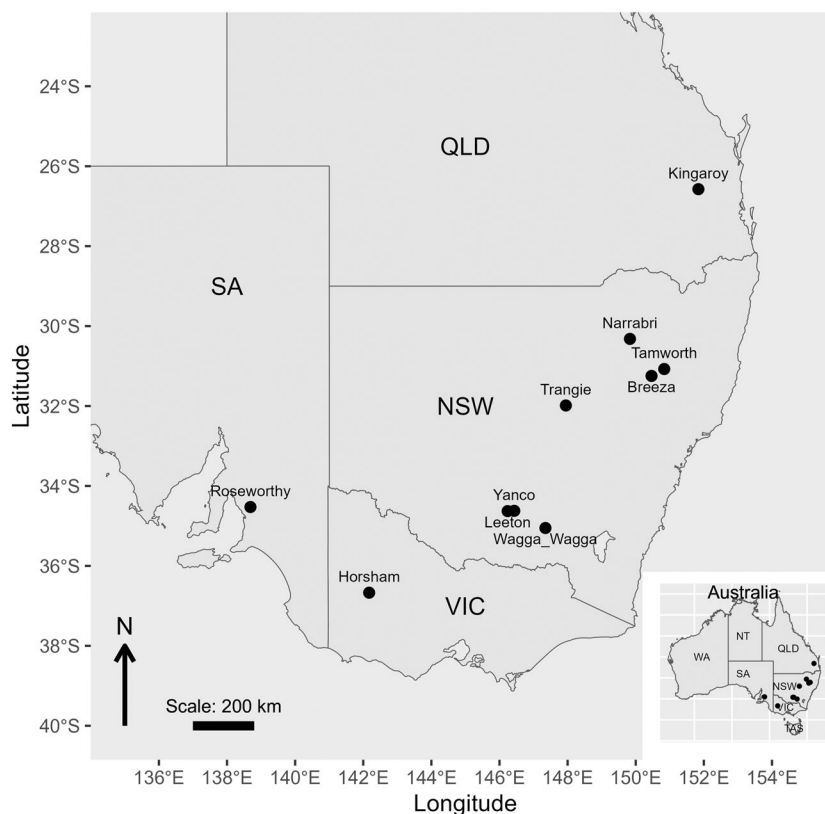 24°S
QLD
26°S
Kingaroy
28°S
SA
30°S
Narrabri
Tamworth
Latitude
Breeza
32°S
Trangie
NSW
34°S
Roseworthy
Yanco
Leeton
Wagga_Wagga
36°S
Horsham
VIC
N
38°S
Scale: 200 km
40°S
Australia
NT
QLD
WA
SA
NSW
VIC
TAS
136°E 138°E 140°E 142°E 144°E 146°E 148°E 150°E 152°E 154°E
Longitude